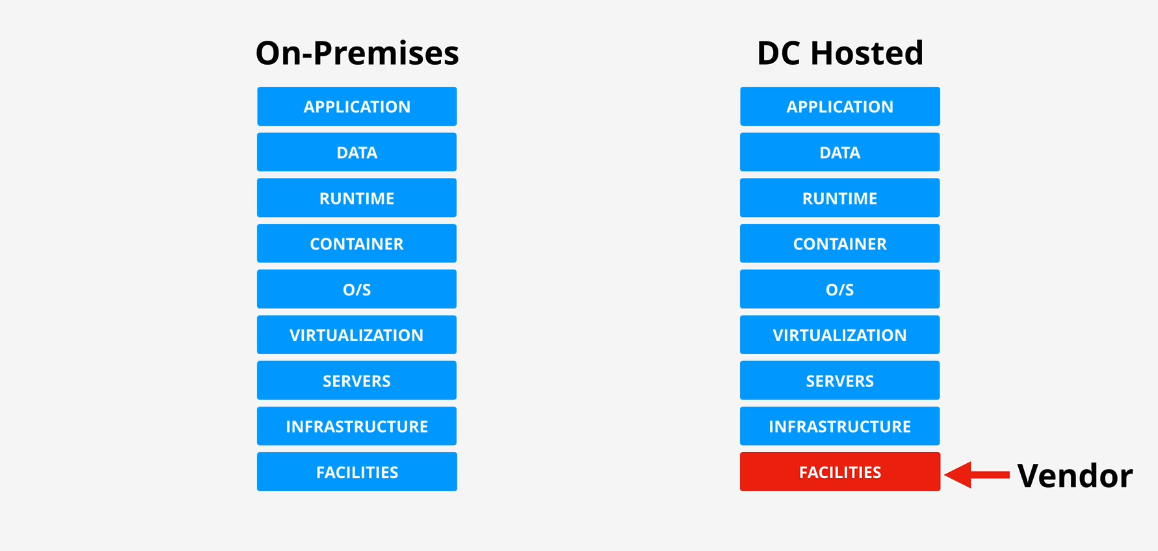 On-Premises
APPLICATION
DATA
RUNTIME
CONTAINER
O/S
VIRTUALIZATION
SERVERS
INFRASTRUCTURE
FACILITIES
DC Hosted
APPLICATION
DATA
RUNTIME
CONTAINER
O/S
VIRTUALIZATION
SERVERS
INFRASTRUCTURE
FACILITIES
Vendor